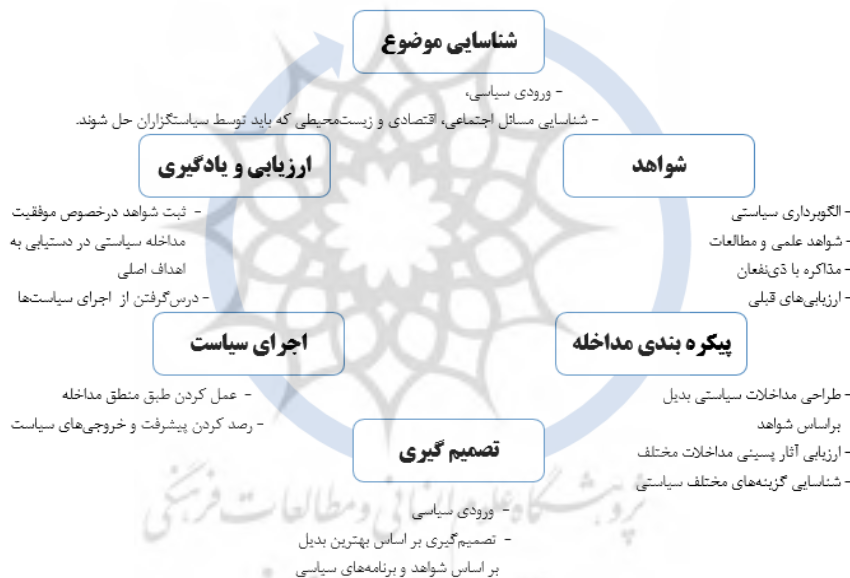 شناسایی موضوع
- ورودی سیاسی،
- شناسایی مسائل اجتماعی، اقتصادی و زیست‌محیطی که باید توسط سیاستگزاران حل شوند.
شواهد
- الگوبرداری سیاستی
- شواهد علمی و مطالعات
- مذاکره با ذی‌نفعان
- ارزیابی‌های قبلی
پیکره بندی مداخله
- طراحی مداخلات سیاستی بدیل
براساس شواهد
- ارزیابی آثار پسینی مداخلات مختلف
- شناسایی گزینه‌های مختلف سیاستی
تصمیم گیری
- ورودی سیاسی
- تصمیم‌گیری بر اساس بهترین بدیل
بر اساس شواهد و برنامه‌های سیاسی
اجرای سیاست
- عمل کردن طبق منطق مداخله
- رصد کردن پیشرفت و خروجی‌های سیاست
ارزیابی و یادگیری
- ثبت شواهد درخصوص موفقیت
مداخله سیاستی در دستیابی به
اهداف اصلی
- درس‌گرفتن از اجرای سیاست‌ها
پژوهشگاه علوم انسانی و مطالعات فرهنگی